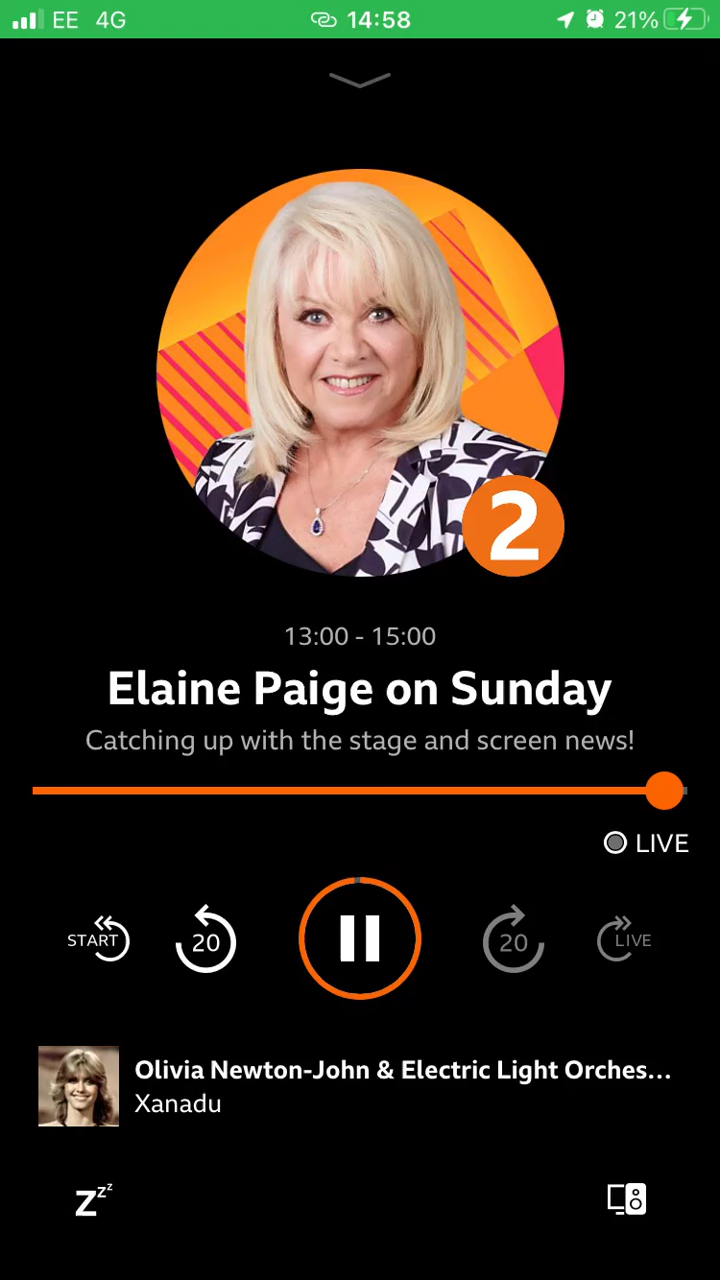 EE 4G 14:58 21%
2
13:00 - 15:00
Elaine Paige on Sunday
Catching up with the stage and screen news!
LIVE
START 20 20 LIVE
Olivia Newton-John & Electric Light Orches...
Xanadu
Zzz